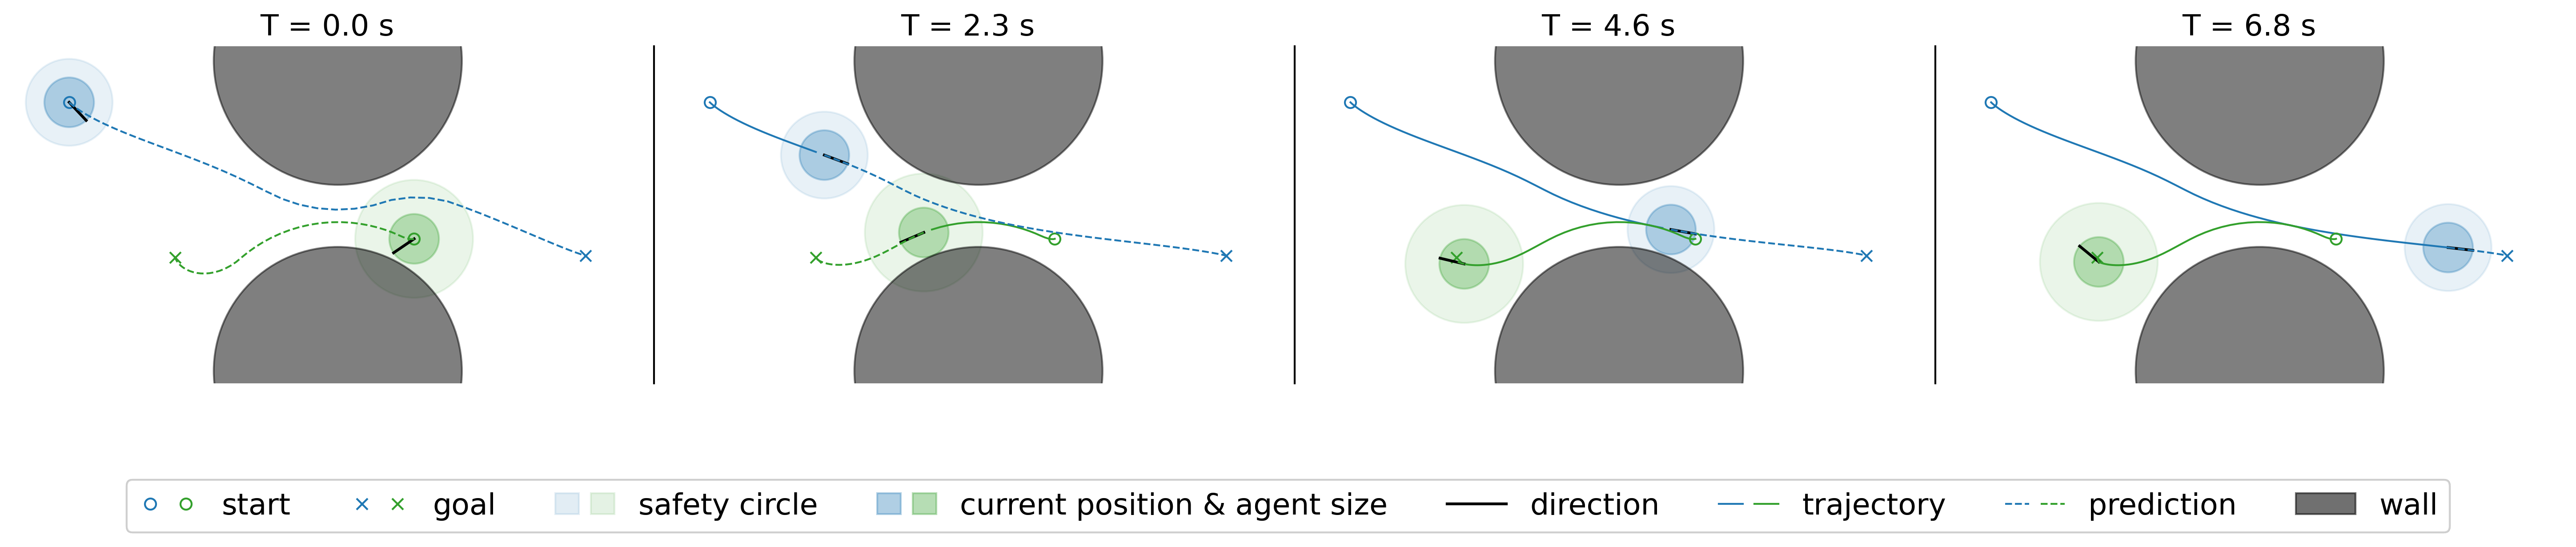 T = 0.0 s
T = 2.3 s
T = 4.6 s
T = 6.8 s
start
goal
safety circle
current position & agent size
direction
trajectory
prediction
wall